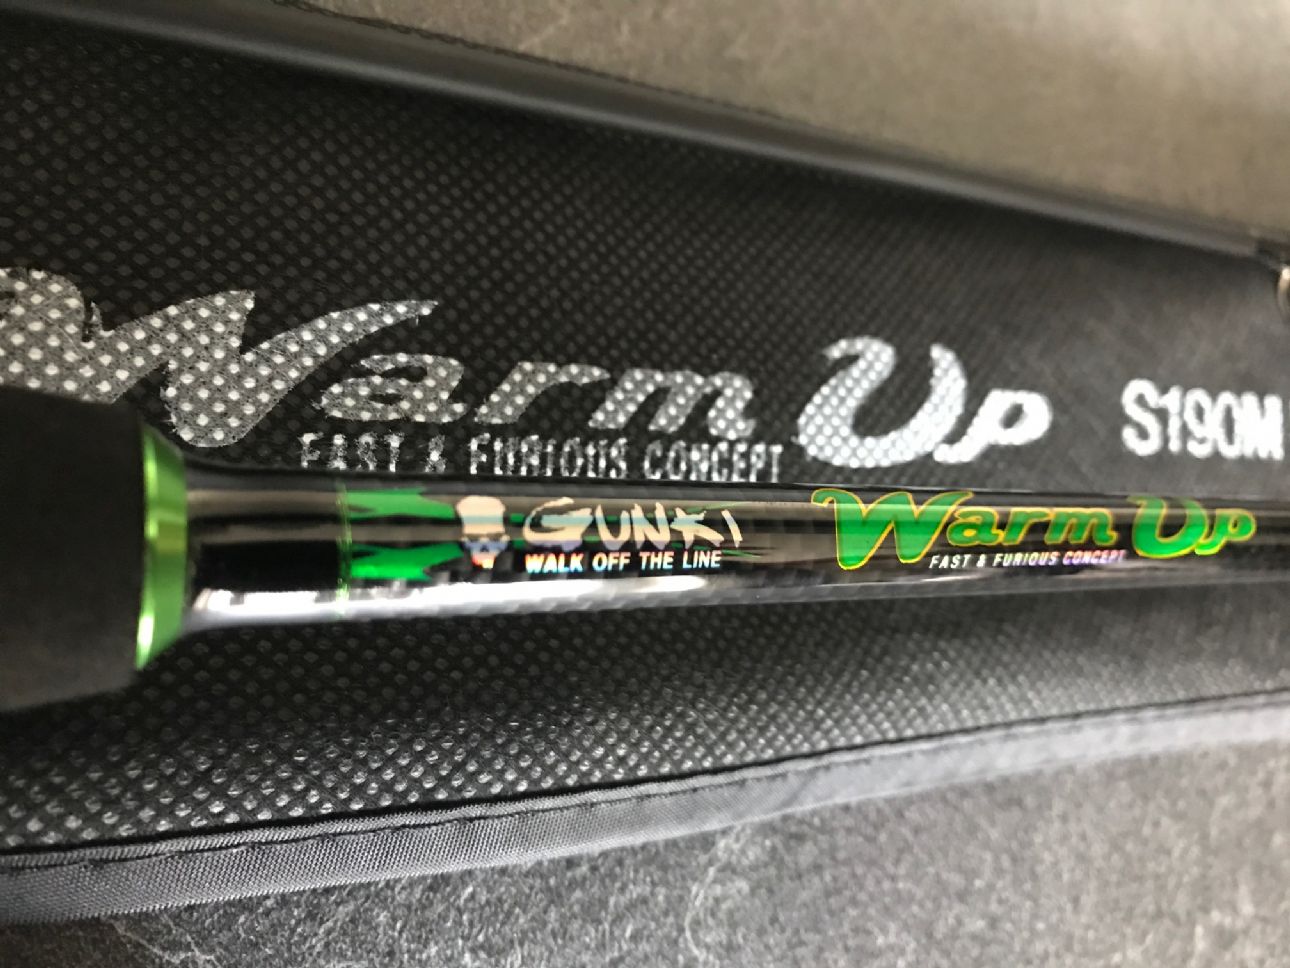 Warm Up S190M
FAST & FURIOUS CONCEPT
GUNKI
WALK OFF THE LINE
Warm Up
FAST & FURIOUS CONCEPT